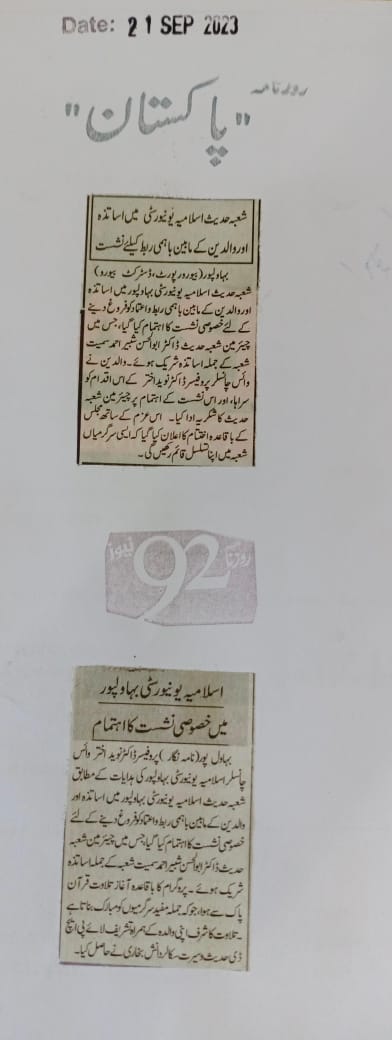 Date: 21 SEP 2023
روزنامہ
"پاکستان"
شعبہ حدیث اسلامیہ یونیورسٹی میں اساتذہ
اور والدین کے مابین باہمی ربط کیلئے نشست
بہاولپور (بیورو رپورٹ، ڈسٹرکٹ بیورو)
شعبہ حدیث اسلامیہ یونیورسٹی بہاولپور میں اساتذہ
اور والدین کے مابین باہمی ربط و اعتماد کو فروغ دینے
کے لئے خصوصی نشست کا اہتمام کیا گیا، جس میں
چیئرمین شعبہ حدیث ڈاکٹر ابوالحسن شبیر احمد سمیت
شعبہ کے جملہ اساتذہ شریک ہوئے۔ والدین نے
وائس چانسلر پروفیسر ڈاکٹر نوید اختر کے اس اقدام کو
سراہا، اور اس نشست کے اہتمام پر چیئرمین شعبہ
حدیث کا شکریہ ادا کیا۔ اس عزم کے ساتھ مجلس
کے باقاعدہ اختتام کا اعلان کیا گیا کہ ایسی سرگرمیاں
شعبہ میں اپنا تسلسل قائم رکھیں گی۔
روزنامہ 92 نیوز
اسلامیہ یونیورسٹی بہاولپور
میں خصوصی نشست کا اہتمام
بہاول پور (نامہ نگار) پروفیسر ڈاکٹر نوید اختر وائس
چانسلر اسلامیہ یونیورسٹی بہاولپور کی ہدایات کے مطابق
شعبہ حدیث اسلامیہ یونیورسٹی بہاولپور میں اساتذہ اور
والدین کے مابین باہمی ربط و اعتماد کو فروغ دینے کے لئے
خصوصی نشست کا اہتمام کیا گیا، جس میں چیئرمین شعبہ
حدیث ڈاکٹر ابوالحسن شبیر احمد سمیت شعبہ کے جملہ اساتذہ
شریک ہوئے۔ پروگرام کا باقاعدہ آغاز تلاوت قرآن
پاک سے ہوا، جو کہ جملہ مفید سرگرمیوں کو مبارک بناتا ہے
۔ تلاوت کا شرف اپنی والدہ کے ہمراہ تشریف لائے پی ایچ
ڈی حدیث و سیرت سکالر دانش بخاری نے حاصل کیا۔